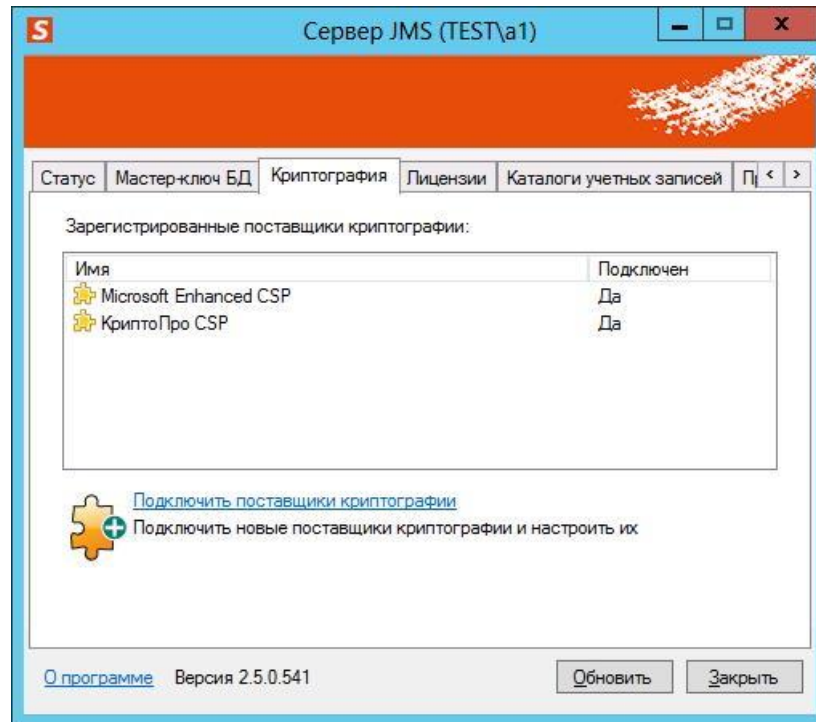 S
Сервер JMS (TEST\a1)
Статус Мастер-ключ БД Криптография Лицензии Каталоги учетных записей
Зарегистрированные поставщики криптографии:
Имя Подключен
Microsoft Enhanced CSP Да
КриптоПро CSP Да
Подключить поставщики криптографии
Подключить новые поставщики криптографии и настроить их
О программе Версия 2.5.0.541 Обновить Закрыть